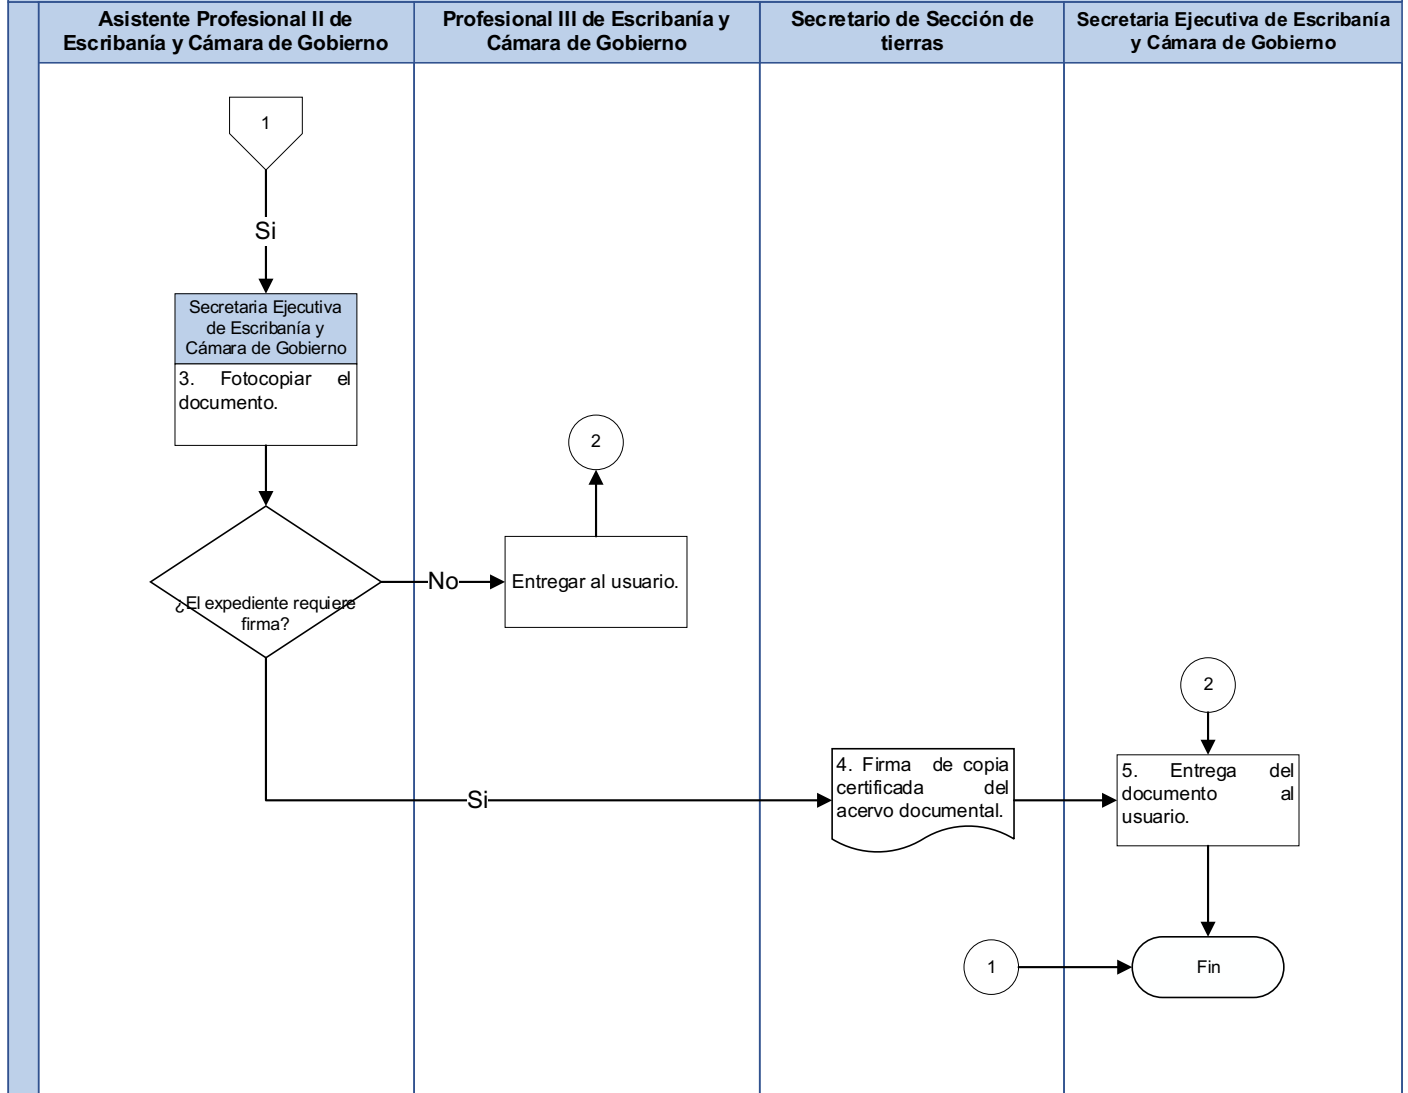 Asistente Profesional II de
Escribanía y Cámara de Gobierno
Profesional III de Escribanía y
Cámara de Gobierno
Secretario de Sección de
tierras
Secretaria Ejecutiva de Escribanía
y Cámara de Gobierno
1
Si
Secretaria Ejecutiva
de Escribanía y
Cámara de Gobierno
3. Fotocopiar el
documento.
2
¿El expediente requiere
firma?
No
Entregar al usuario.
2
Si
4. Firma de copia
certificada del
acervo documental.
5. Entrega del
documento al
usuario.
1
Fin